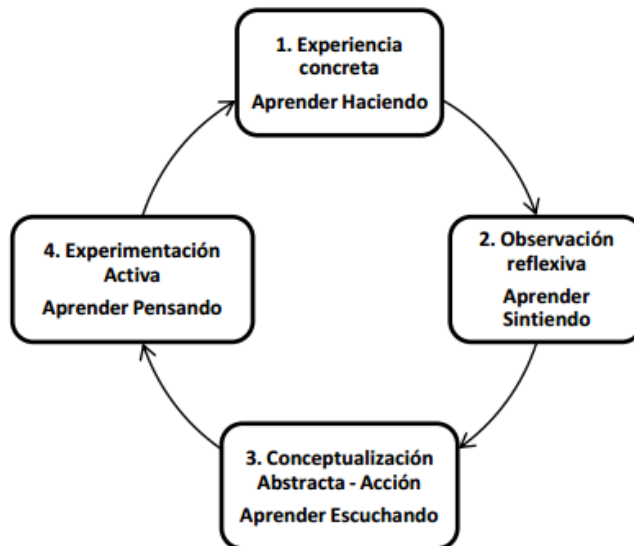 1. Experiencia
concreta
Aprender Haciendo
2. Observación
reflexiva
Aprender
Sintiendo
3. Conceptualización
Abstracta - Acción
Aprender Escuchando
4. Experimentación
Activa
Aprender Pensando